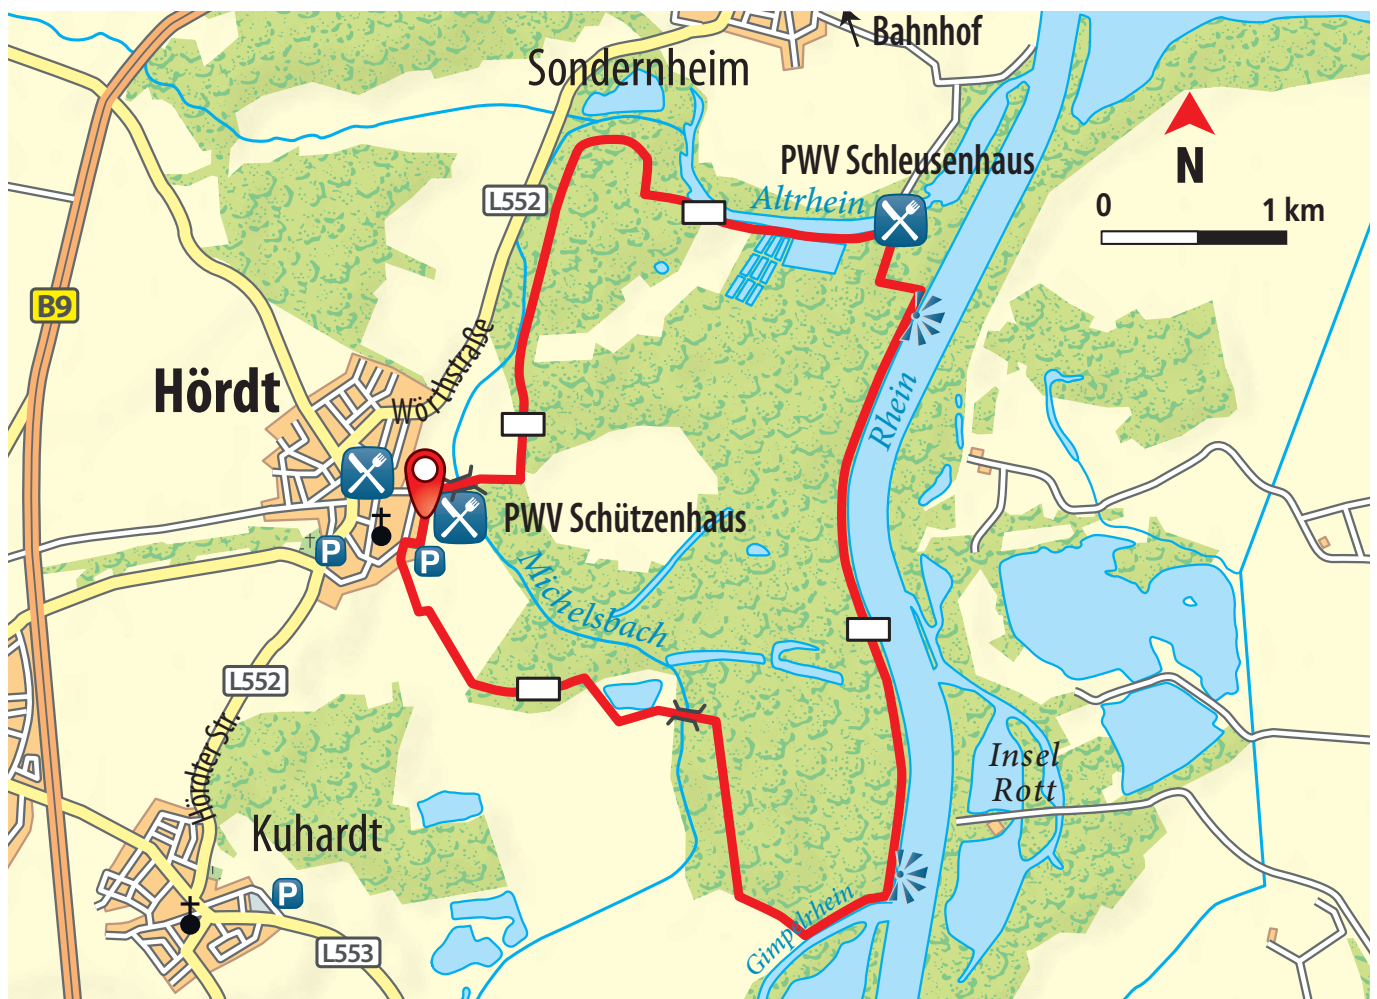 Bahnhof
Sondernheim
PWV Schleusenhaus
Altrhein
N
0 1 km
L552
B9
Wörthstraße
Hördt
Rhein
PWV Schützenhaus
P
P
Michelsbach
L552
Hördter Str.
Insel
Rott
Kuhardt
P
Gimpelrhein
L553